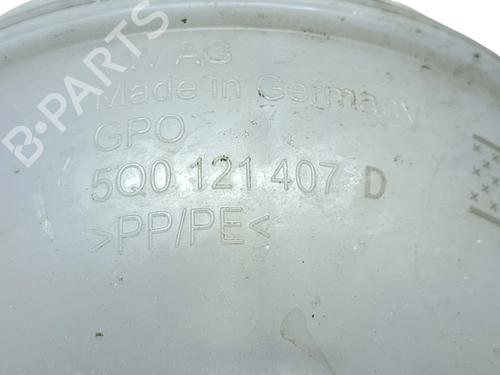 AG
Made in Germany
GPO
5Q0 121 407 D
>PP/PE<
B-PARTS